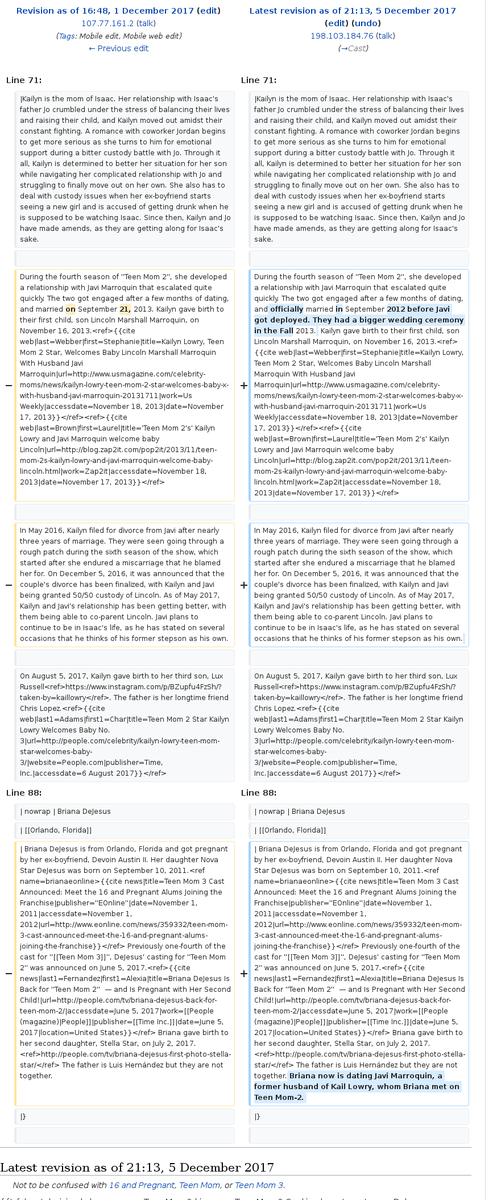 Revision as of 16:48, 1 December 2017 (edit)
107.77.161.2 (talk)
(Tags: Mobile edit, Mobile web edit)
← Previous edit
Latest revision as of 21:13, 5 December 2017
(edit) (undo)
198.103.184.76 (talk)
(→Cast)
Line 71:
|Kailyn is the mom of Isaac. Her relationship with Isaac's
father Jo crumbled under the stress of balancing their lives
and raising their child, and Kailyn moved out amidst their
constant fighting. A romance with coworker Jordan begins
to get more serious as she turns to him for emotional
support during a bitter custody battle with Jo. Through it
all, Kailyn is determined to better her situation for her son
while navigating her complicated relationship with Jo and
struggling to finally move out on her own. She also has to
deal with custody issues when her ex-boyfriend starts
seeing a new girl and is accused of getting drunk when he
is supposed to be watching Isaac. Since then, Kailyn and Jo
have made amends, as they are getting along for Isaac's
sake.
Line 71:
|Kailyn is the mom of Isaac. Her relationship with Isaac's
father Jo crumbled under the stress of balancing their lives
and raising their child, and Kailyn moved out amidst their
constant fighting. A romance with coworker Jordan begins
to get more serious as she turns to him for emotional
support during a bitter custody battle with Jo. Through it
all, Kailyn is determined to better her situation for her son
while navigating her complicated relationship with Jo and
struggling to finally move out on her own. She also has to
deal with custody issues when her ex-boyfriend starts
seeing a new girl and is accused of getting drunk when he
is supposed to be watching Isaac. Since then, Kailyn and Jo
have made amends, as they are getting along for Isaac's
sake.
−
During the fourth season of ''Teen Mom 2'', she developed
a relationship with Javi Marroquin that escalated quite
quickly. The two got engaged after a few months of dating,
and married on September 21, 2013. Kailyn gave birth to
their first child, son Lincoln Marshall Marroquin, on
November 16, 2013.<ref>{{cite
web|last=Webber|first=Stephanie|title=Kailyn Lowry, Teen
Mom 2 Star, Welcomes Baby Lincoln Marshall Marroquin
With Husband Javi
Marroquin|url=http://www.usmagazine.com/celebrity-
moms/news/kailyn-lowry-teen-mom-2-star-welcomes-baby-
with-husband-javi-marroquin-20131711|work=Us
Weekly|accessdate=November 18, 2013|date=November
17, 2013}}</ref><ref>{{cite
web|last=Brown|first=Laurel|title='Teen Mom 2's' Kailyn
Lowry and Javi Marroquin welcome baby
Lincoln|url=http://blog.zap2it.com/pop2it/2013/11/teen-
mom-2s-kailyn-lowry-and-javi-marroquin-welcome-baby-
lincoln.html|work=Zap2it|accessdate=November 18,
2013|date=November 17, 2013}}</ref>
+
During the fourth season of ''Teen Mom 2'', she developed
a relationship with Javi Marroquin that escalated quite
quickly. The two got engaged after a few months of dating,
and officially married in September 2012 before Javi
got deployed. They had a bigger wedding ceremony
in the Fall 2013. Kailyn gave birth to their first child, son
Lincoln Marshall Marroquin, on November 16, 2013.<ref>
{{cite web|last=Webber|first=Stephanie|title=Kailyn Lowry,
Teen Mom 2 Star, Welcomes Baby Lincoln Marshall
Marroquin With Husband Javi
Marroquin|url=http://www.usmagazine.com/celebrity-
moms/news/kailyn-lowry-teen-mom-2-star-welcomes-baby-
with-husband-javi-marroquin-20131711|work=Us
Weekly|accessdate=November 18, 2013|date=November
17, 2013}}</ref><ref>{{cite
web|last=Brown|first=Laurel|title='Teen Mom 2's' Kailyn
Lowry and Javi Marroquin welcome baby
Lincoln|url=http://blog.zap2it.com/pop2it/2013/11/teen-
mom-2s-kailyn-lowry-and-javi-marroquin-welcome-baby-
lincoln.html|work=Zap2it|accessdate=November 18,
2013|date=November 17, 2013}}</ref>
−
In May 2016, Kailyn filed for divorce from Javi after nearly
three years of marriage. They were seen going through a
rough patch during the sixth season of the show, which
started after she endured a miscarriage that he blamed
her for. On December 5, 2016, it was announced that the
couple's divorce has been finalized, with Kailyn and Javi
being granted 50/50 custody of Lincoln. As of May 2017,
Kailyn and Javi's relationship has been getting better, with
them being able to co-parent Lincoln. Javi plans to
continue to be in Isaac's life, as he has stated on several
occasions that he thinks of his former stepson as his own.
+
In May 2016, Kailyn filed for divorce from Javi after nearly
three years of marriage. They were seen going through a
rough patch during the sixth season of the show, which
started after she endured a miscarriage that he blamed
her for. On December 5, 2016, it was announced that the
couple's divorce has been finalized, with Kailyn and Javi
being granted 50/50 custody of Lincoln. As of May 2017,
Kailyn and Javi's relationship has been getting better, with
them being able to co-parent Lincoln. Javi plans to
continue to be in Isaac's life, as he has stated on several
occasions that he thinks of his former stepson as his own.
On August 5, 2017, Kailyn gave birth to her third son, Lux
Russell<ref>https://www.instagram.com/p/BZupfu4FzSh/?
taken-by=kaillowry</ref>. The father is her longtime friend
Chris Lopez.<ref>{{cite
web|last1=Adams|first1=Char|title=Teen Mom 2 Star Kailyn
Lowry Welcomes Baby No.
3|url=http://people.com/celebrity/kailyn-lowry-teen-mom-
star-welcomes-baby-
3/|website=People.com|publisher=Time,
Inc.|accessdate=6 August 2017}}</ref>
On August 5, 2017, Kailyn gave birth to her third son, Lux
Russell<ref>https://www.instagram.com/p/BZupfu4FzSh/?
taken-by=kaillowry</ref>. The father is her longtime friend
Chris Lopez.<ref>{{cite
web|last1=Adams|first1=Char|title=Teen Mom 2 Star Kailyn
Lowry Welcomes Baby No.
3|url=http://people.com/celebrity/kailyn-lowry-teen-mom-
star-welcomes-baby-
3/|website=People.com|publisher=Time,
Inc.|accessdate=6 August 2017}}</ref>
Line 88:
| nowrap | Briana DeJesus
| [[Orlando, Florida]]
Line 88:
| nowrap | Briana DeJesus
| [[Orlando, Florida]]
−
| Briana DeJesus is from Orlando, Florida and got pregnant
by her ex-boyfriend, Devoin Austin II. Her daughter Nova
Star DeJesus was born on September 10, 2011.<ref
name=brianaeonline>{{cite news|title=Teen Mom 3 Cast
Announced: Meet the 16 and Pregnant Alums Joining the
Franchise|publisher="EOnline"|date=November 1,
2011|accessdate=November 1,
2012|url=http://www.eonline.com/news/359332/teen-mom-
3-cast-announced-meet-the-16-and-pregnant-alums-
joining-the-franchise}}</ref> Previously one-fourth of the
cast for ''[[Teen Mom 3]]'', DeJesus' casting for ''Teen Mom
2'' was announced on June 5, 2017.<ref>{{cite
news|last1=Fernandez|first1=Alexia|title=Briana DeJesus Is
Back for ''Teen Mom 2'' — and Is Pregnant with Her Second
Child!|url=http://people.com/tv/briana-dejesus-back-for-
teen-mom-2/|accessdate=June 5, 2017|work=[[People
(magazine)|People]]|publisher=[[Time Inc.]]|date=June 5,
2017|location=United States}}</ref> Briana gave birth to
her second daughter, Stella Star, on July 2, 2017.
<ref>http://people.com/tv/briana-dejesus-first-photo-stella-
star/</ref> The father is Luis Hernández but they are not
together.
+
| Briana DeJesus is from Orlando, Florida and got pregnant
by her ex-boyfriend, Devoin Austin II. Her daughter Nova
Star DeJesus was born on September 10, 2011.<ref
name=brianaeonline>{{cite news|title=Teen Mom 3 Cast
Announced: Meet the 16 and Pregnant Alums Joining the
Franchise|publisher="EOnline"|date=November 1,
2011|accessdate=November 1,
2012|url=http://www.eonline.com/news/359332/teen-mom-
3-cast-announced-meet-the-16-and-pregnant-alums-
joining-the-franchise}}</ref> Previously one-fourth of the
cast for ''[[Teen Mom 3]]'', DeJesus' casting for ''Teen Mom
2'' was announced on June 5, 2017.<ref>{{cite
news|last1=Fernandez|first1=Alexia|title=Briana DeJesus Is
Back for ''Teen Mom 2'' — and Is Pregnant with Her Second
Child!|url=http://people.com/tv/briana-dejesus-back-for-
teen-mom-2/|accessdate=June 5, 2017|work=[[People
(magazine)|People]]|publisher=[[Time Inc.]]|date=June 5,
2017|location=United States}}</ref> Briana gave birth to
her second daughter, Stella Star, on July 2, 2017.
<ref>http://people.com/tv/briana-dejesus-first-photo-stella-
star/</ref> The father is Luis Hernández but they are not
together. Briana now is dating Javi Marroquin, a
former husband of Kail Lowry, whom Briana met on
Teen Mom-2.
|}
|}
Latest revision as of 21:13, 5 December 2017
Not to be confused with 16 and Pregnant, Teen Mom, or Teen Mom 3.